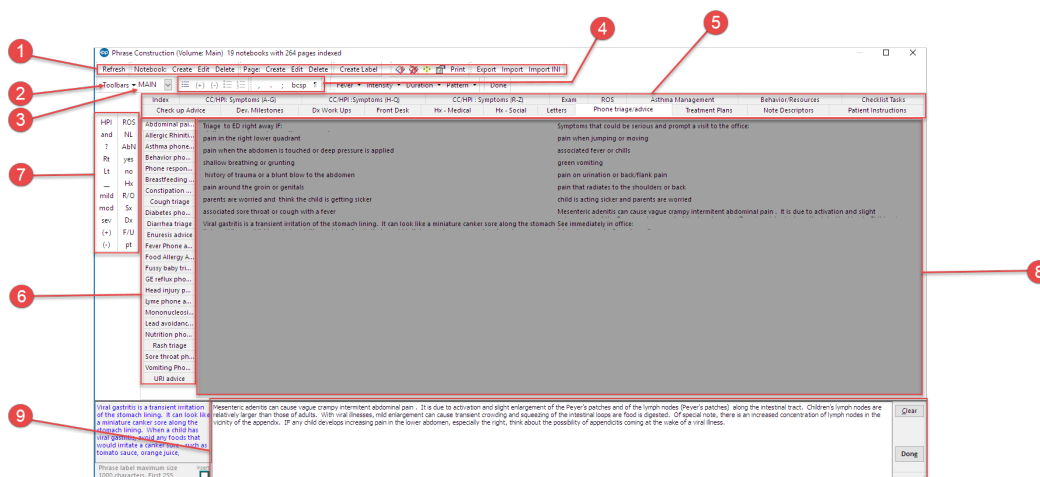 4
5
1
op Phrase Construction (Volume: Main) 19 notebooks with 264 pages indexed
Refresh Notebook: Create Edit Delete Page: Create Edit Delete Create Label Print Export Import Import INI
2
Toolbars MAIN (+) (-) , . ; bcsp ¶ Fever Intensity Duration Pattern Done
3
Index CC/HPI: Symptoms (A-G) CC/HPI :Symptoms (H-Q) CC/HPI : Symptoms (R-Z) Exam ROS Asthma Management Behavior/Resources Checklist Tasks
Check up Advice Dev. Milestones Dx Work Ups Front Desk Hx - Medical Hx - Social Letters Phone triage/advice Treatment Plans Note Descriptors Patient Instructions
7
HPI ROS
and NL
? AbN
Rt yes
Lt no
_ Hx
mild R/O
mod Sx
sev Dx
(+) F/U
(-) pt
6
Abdominal pai...
Allergic Rhiniti...
Asthma phone...
Behavior pho...
Phone respon...
Breastfeeding ...
Constipation ...
Cough triage
Diabetes pho...
Diarrhea triage
Enuresis advice
Fever Phone a...
Food Allergy A...
Fussy baby tri...
GE reflux pho...
Head injury p...
Lyme phone a...
Mononucleosi...
Lead avoidanc...
Nutrition pho...
Rash triage
Sore throat ph...
Vomiting Pho...
URI advice
Triage to ED right away IF: Symptoms that could be serious and prompt a visit to the office:
pain in the right lower quadrant pain when jumping or moving
pain when the abdomen is touched or deep pressure is applied associated fever or chills
shallow breathing or grunting green vomiting
history of trauma or a blunt blow to the abdomen pain on urination or back/flank pain
pain around the groin or genitals pain that radiates to the shoulders or back
parents are worried and think the child is getting sicker child is acting sicker and parents are worried
associated sore throat or cough with a fever Mesenteric adenitis can cause vague crampy intermitent abdominal pain . It is due to activation and slight
Viral gastritis is a transient irritation of the stomach lining. It can look like a miniature canker sore along the stomach See immediately in office:
8
9
Viral gastritis is a transient irritation
of the stomach lining. It can look like
a miniature canker sore along the
stomach lining. When a child has
viral gastritis, avoid any foods that
would irritate a canker sore - such as
tomato sauce, orange juice,
Phrase label maximum size
1000 characters. First 255
Mesenteric adenitis can cause vague crampy intermitent abdominal pain . It is due to activation and slight enlargement of the Peyer's patches and of the lymph nodes (Peyer's patches) along the intestinal tract. Children's lymph nodes are
relatively larger than those of adults. With viral illnesses, mild enlargement can cause transient crowding and squeezing of the intestinal loops are food is digested. Of special note, there is an increased concentration of lymph nodes in the
vicinity of the appendix. IF any child develops increasing pain in the lower abdomen, especially the right, think about the possibility of appendicits coming at the wake of a viral illness.
Clear
Done